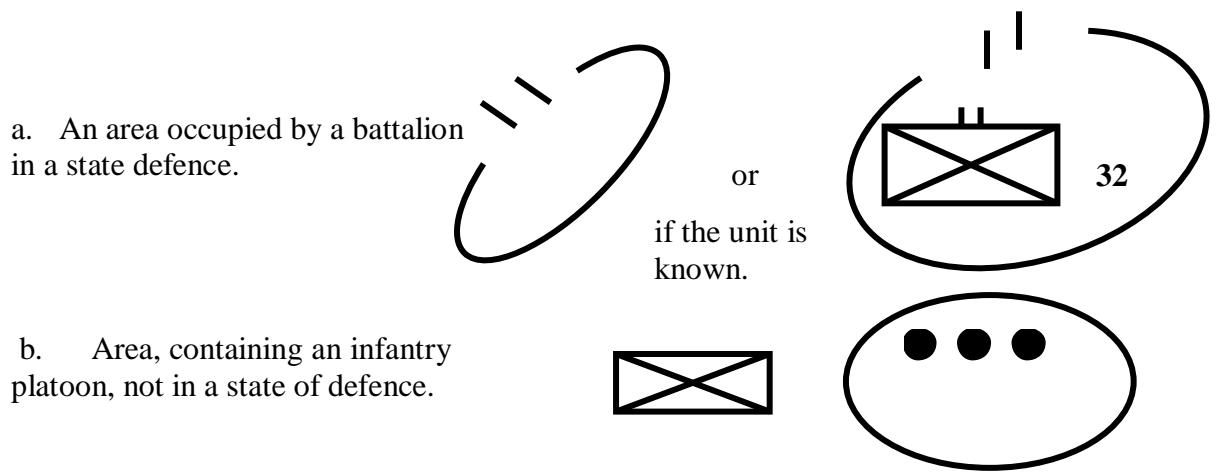 a. An area occupied by a battalion
in a state defence.
or
if the unit is
known.
32
b. Area, containing an infantry
platoon, not in a state of defence.